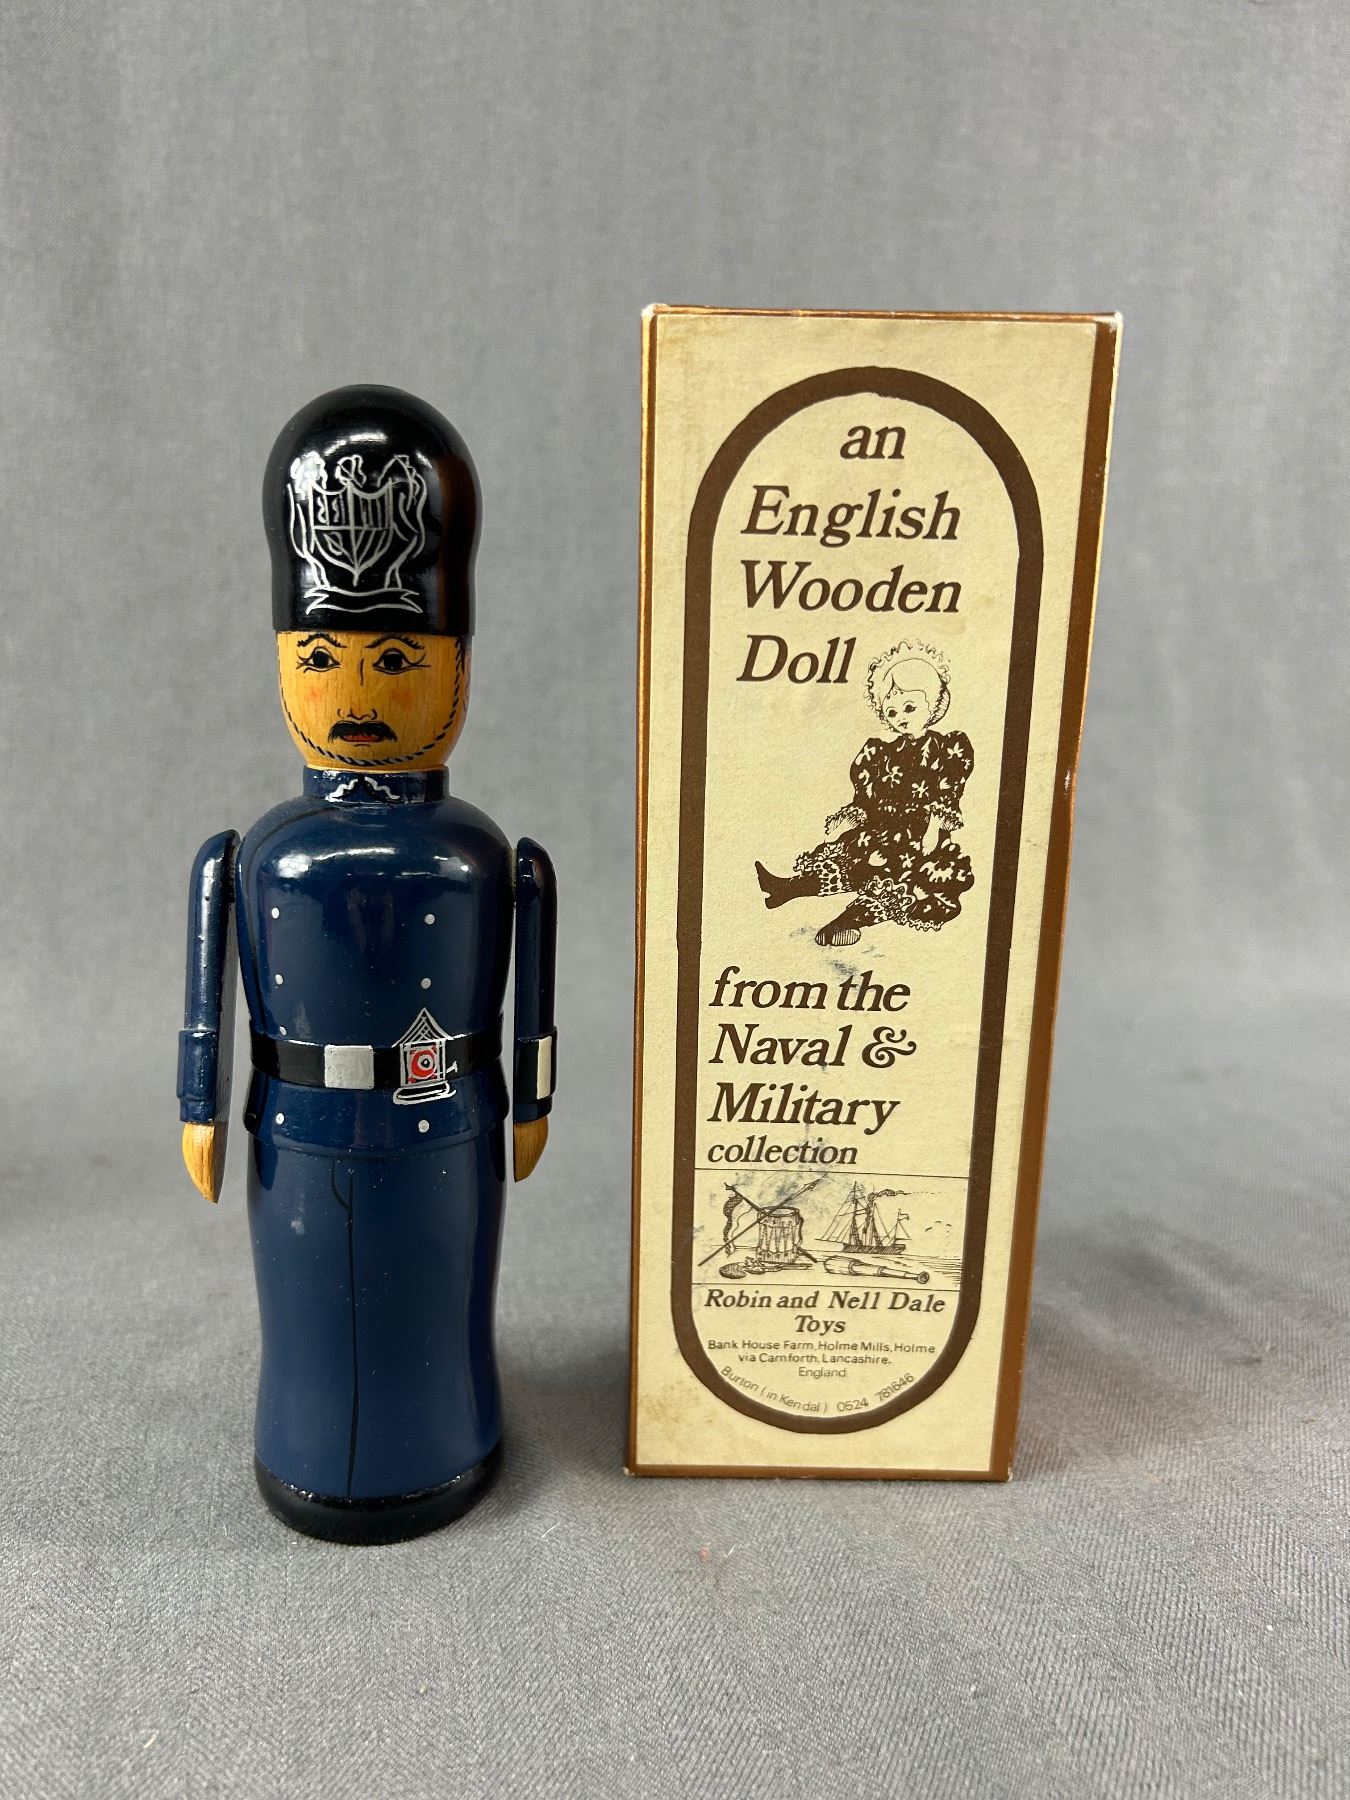 an
English
Wooden
Doll
from the
Naval &
Military
collection
Robin and Nell Dale
Toys
Bank House Farm, Holme Mills, Holme
via Carnforth, Lancashire.
England
Burton (in Kendal) 0524 781646